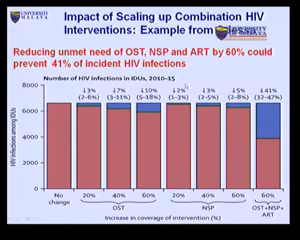 UNIVERSITI
MALAYA
Impact of Scaling up Combination HIV
Interventions: Example from
Reducing unmet need of OST, NSP and ART by 60% could
prevent 41% of incident HIV infections
Number of HIV infections in IDUs, 2010–15
8000
6000
4000
2000
0
HIV infections among IDUs
↓3% ↓7% ↓10% ↓2% ↓3% ↓5% ↓41%
(2–6%) (3–11%) (5–18%) (1–3%) (2–5%) (2–8%) (32–47%)
No change 20% 40% 60% 20% 40% 60% 60%
OST NSP OST+NSP+ART
Increase in coverage of intervention (%)